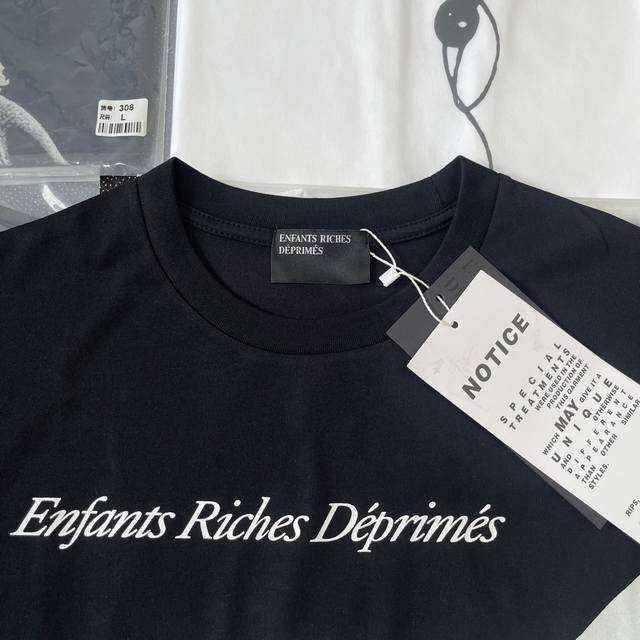 货号: 308
尺码: L
ENFANTS RICHES
DÉPRIMÉS
NOTICE
SPECIAL
TREATMENTS
WERE USED IN THE
PRODUCTION OF
THIS GARMENT
WHICH MAY GIVE IT A
UNIQUE
AND OTHERWISE
DIFFERENT
APPEARANCE
THAN OTHER SIMILAR
STYLES.
RIPS,
Enfants Riches Déprimés